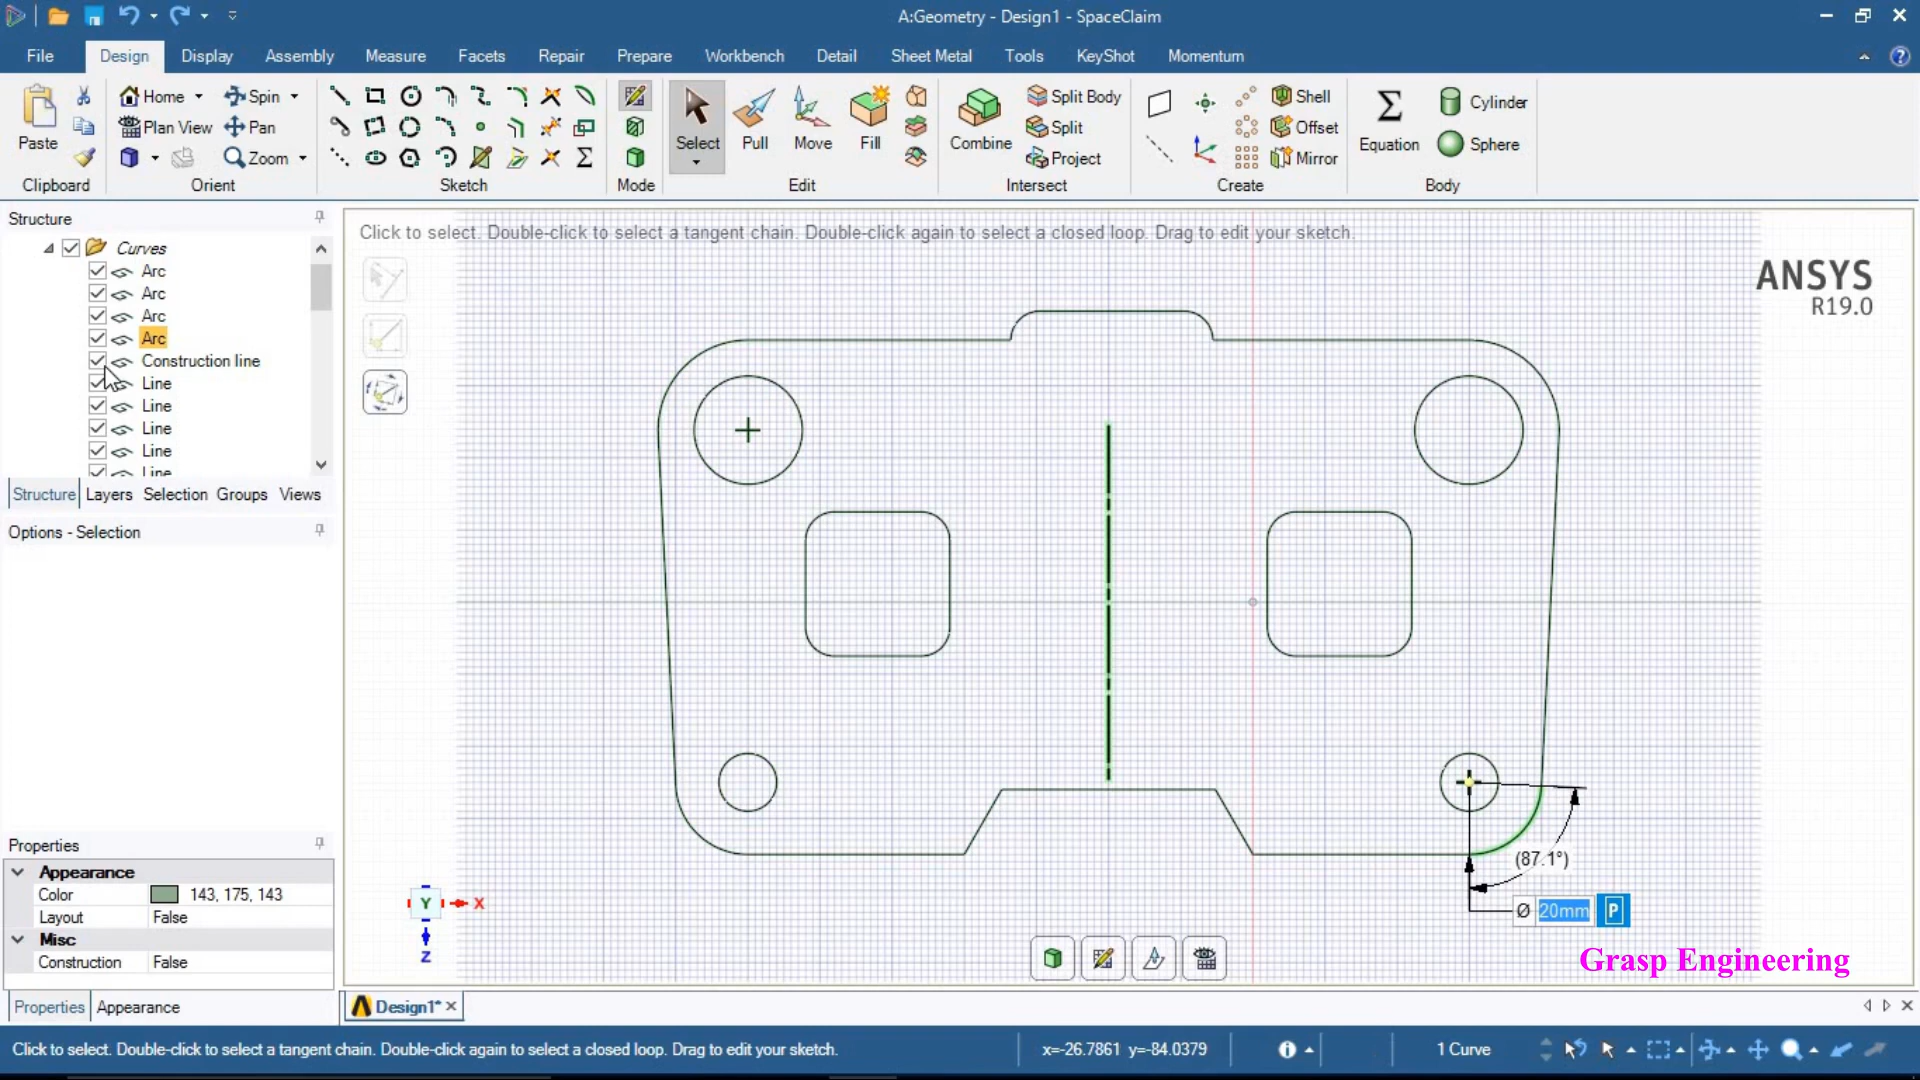 A:Geometry - Design1 - SpaceClaim
File Design Display Assembly Measure Facets Repair Prepare Workbench Detail Sheet Metal Tools KeyShot Momentum
Paste
Clipboard
Home Spin
Plan View Pan
Zoom
Orient
Sketch
Mode
Select Pull Move Fill
Edit
Combine
Split Body
Split
Project
Intersect
Shell
Offset
Mirror
Create
Equation
Cylinder
Sphere
Body
Structure
Curves
Arc
Arc
Arc
Arc
Construction line
Line
Line
Line
Line
Line
Structure Layers Selection Groups Views
Options - Selection
Properties
Appearance
Color 143, 175, 143
Layout False
Misc
Construction False
Properties Appearance
Click to select. Double-click to select a tangent chain. Double-click again to select a closed loop. Drag to edit your sketch.
ANSYS
R19.0
(87.1°)
Ø 20mm P
Y X
Z
Grasp Engineering
Design1*
Click to select. Double-click to select a tangent chain. Double-click again to select a closed loop. Drag to edit your sketch.
x=-26.7861 y=-84.0379
1 Curve